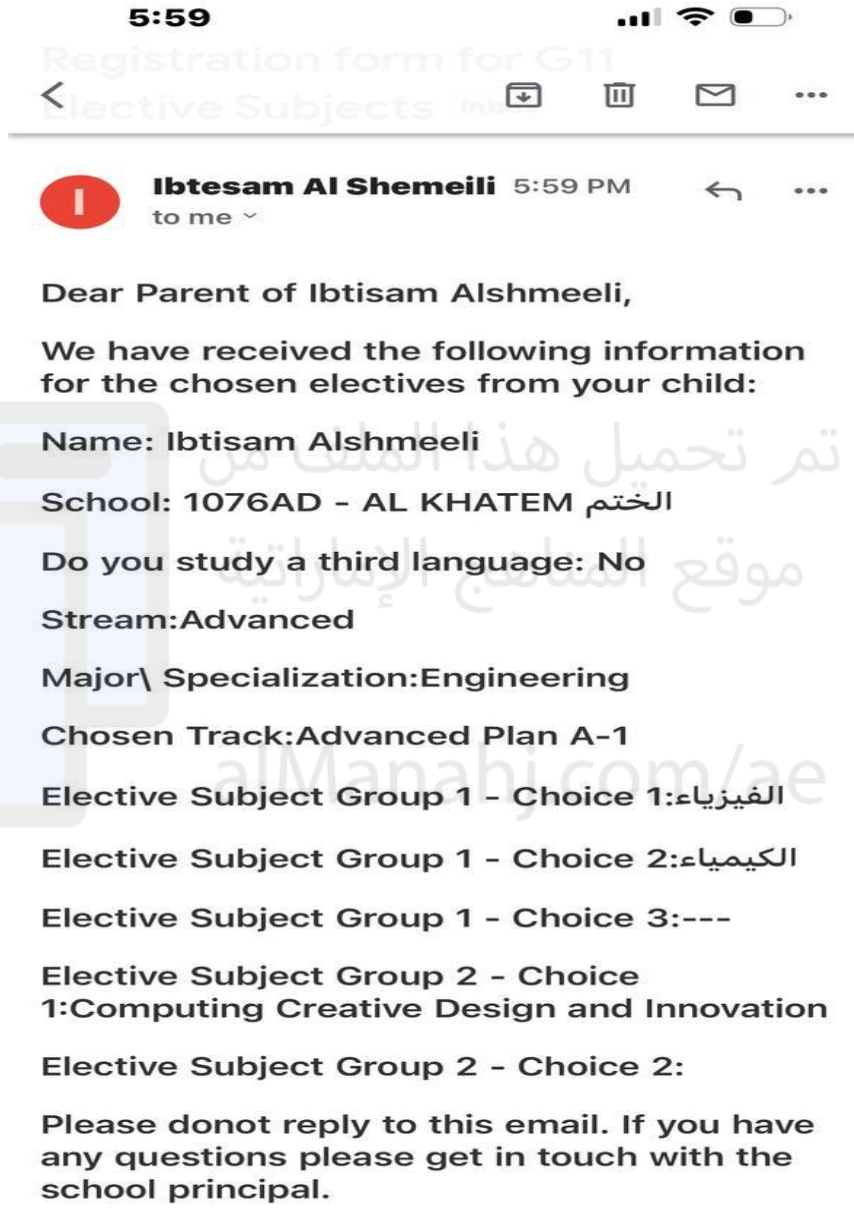 5:59
Registration form for G11
Elective Subjects Inbox
I
Ibtesam Al Shemeili 5:59 PM
to me
Dear Parent of Ibtisam Alshmeeli,
We have received the following information
for the chosen electives from your child:
تم تحميل هذا الملف من
Name: Ibtisam Alshmeeli
School: 1076AD - AL KHATEM الختم
موقع المناهج الإماراتية
Do you study a third language: No
Stream:Advanced
Major\ Specialization:Engineering
Chosen Track:Advanced Plan A-1
alManahj.com/ae
Elective Subject Group 1 - Choice 1:الفيزياء
Elective Subject Group 1 - Choice 2:الكيمياء
Elective Subject Group 1 - Choice 3:---
Elective Subject Group 2 - Choice
1:Computing Creative Design and Innovation
Elective Subject Group 2 - Choice 2:
Please donot reply to this email. If you have
any questions please get in touch with the
school principal.